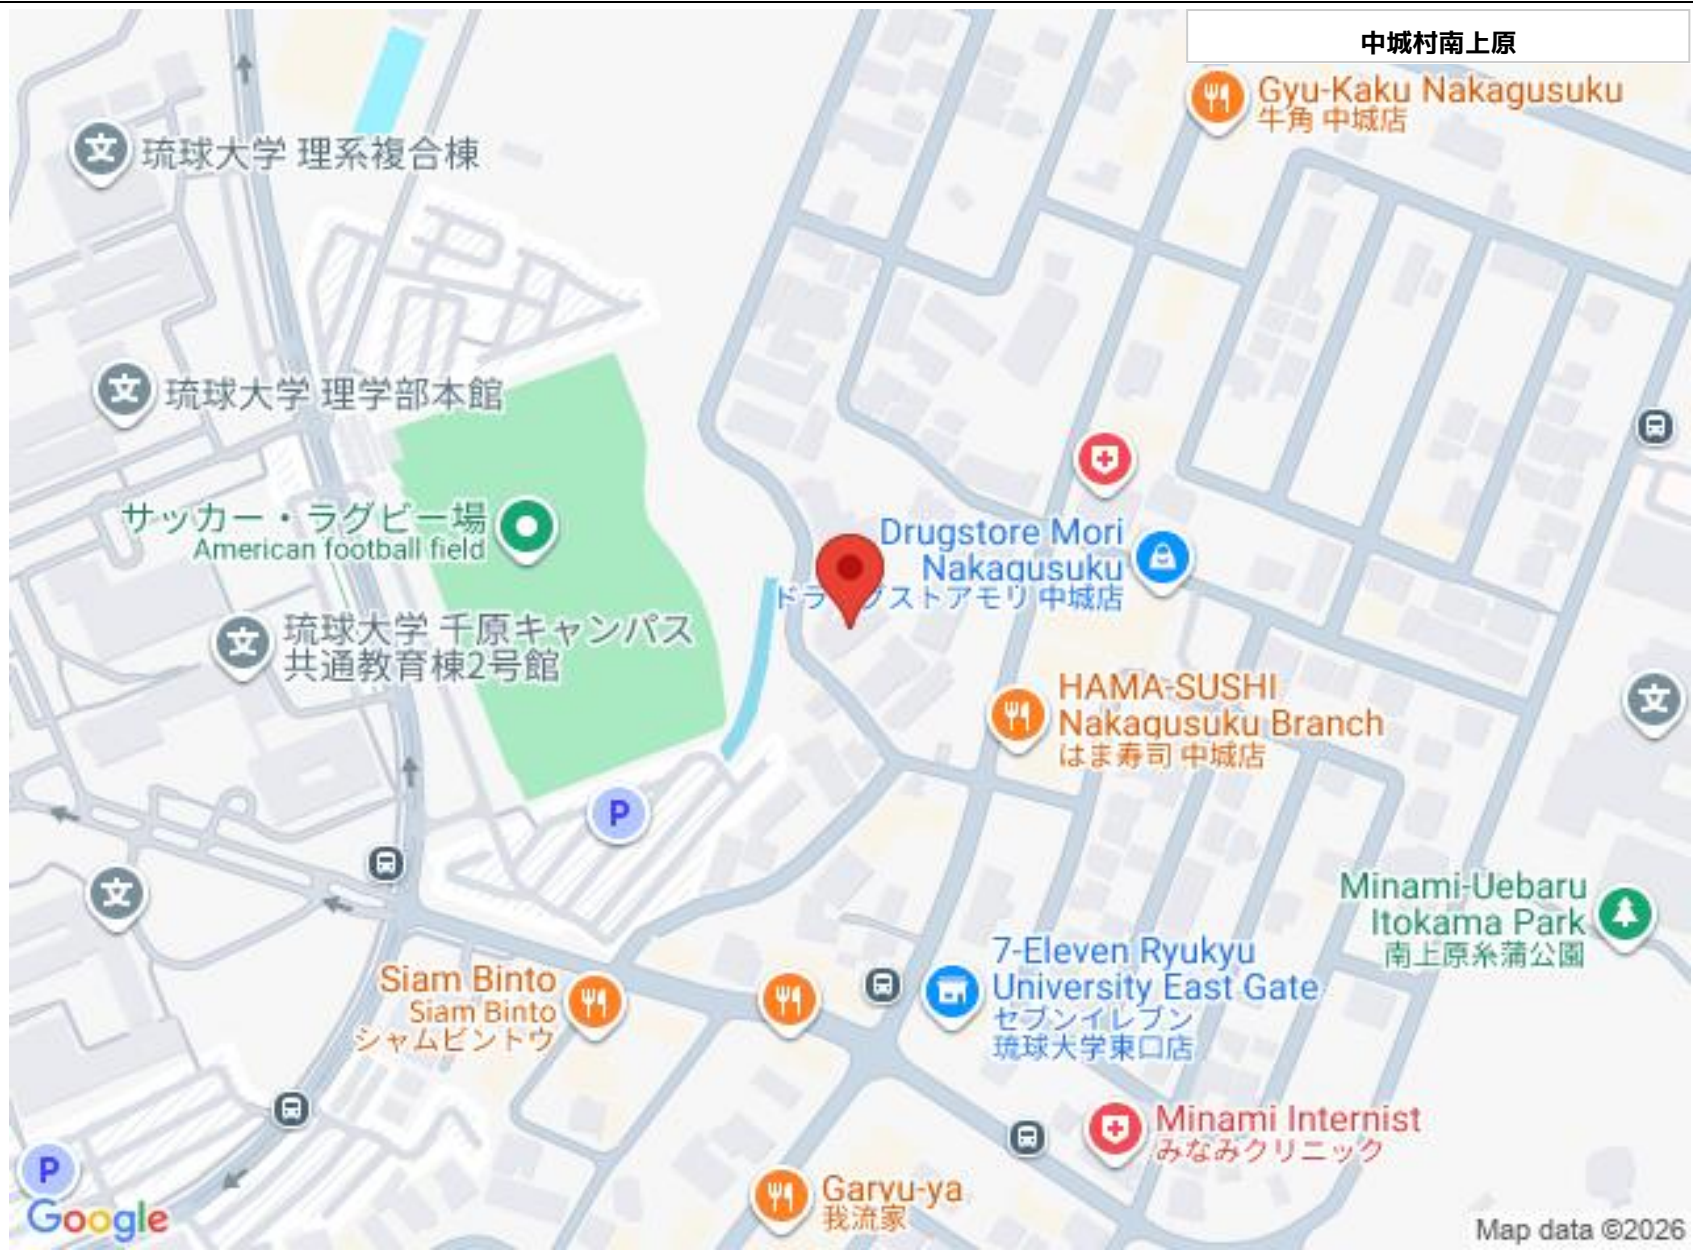 中城村南上原
Gyu-Kaku Nakagusuku
牛角 中城店
琉球大学 理系複合棟
琉球大学 理学部本館
サッカー・ラグビー場
American football field
Drugstore Mori
Nakagusuku
ドラッグストアモリ 中城店
琉球大学 千原キャンパス
共通教育棟2号館
HAMA-SUSHI
Nakagusuku Branch
はま寿司 中城店
P
Minami-Uebaru
Itokama Park
南上原糸蒲公園
7-Eleven Ryukyu
University East Gate
セブンイレブン
琉球大学東口店
Siam Binto
Siam Binto
シャムビントウ
Minami Internist
みなみクリニック
P
Garyu-ya
我流家
Google
Map data ©2026
文
文
文
文
文